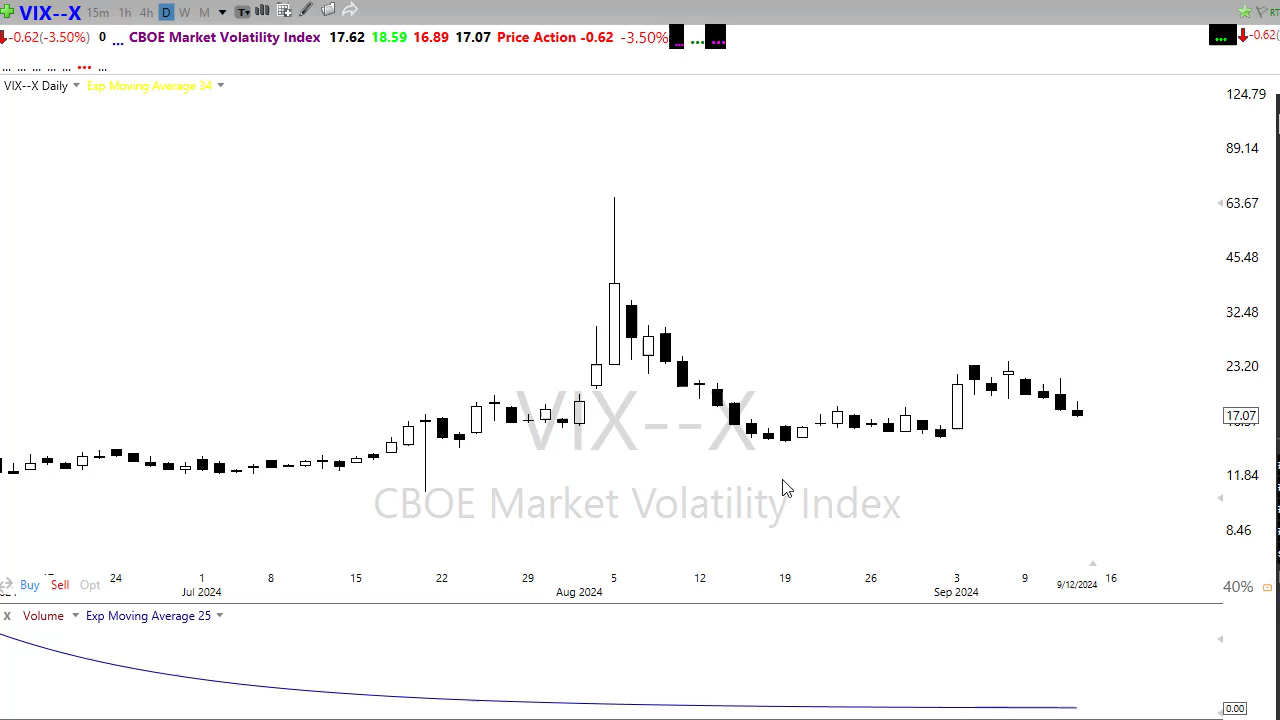 VIX--X 15m 1h 4h D W M T RT
-0.62(-3.50%) 0 ... CBOE Market Volatility Index 17.62 18.59 16.89 17.07 Price Action -0.62 -3.50% ... ... ... ... -0.62(
... ... ... ... ... ... ...
VIX--X Daily Exp Moving Average 34
124.79
89.14
63.67
45.48
32.48
23.20
17.07
11.84
8.46
VIX--X
CBOE Market Volatility Index
24 1 8 15 22 29 5 12 19 26 3 9 9/12/2024 16
Jul 2024 Aug 2024 Sep 2024
Buy Sell Opt 40%
X Volume Exp Moving Average 25
0.00